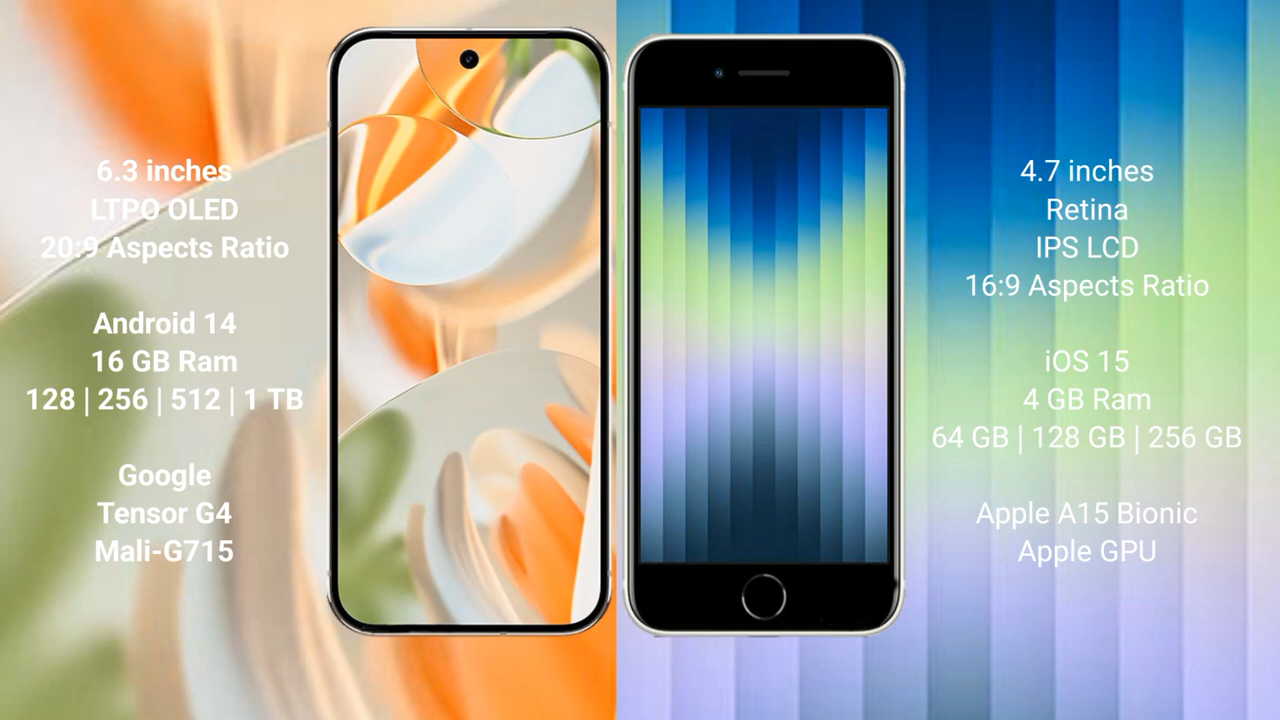 6.3 inches
LTPO OLED
20:9 Aspects Ratio
Android 14
16 GB Ram
128 | 256 | 512 | 1 TB
Google
Tensor G4
Mali-G715
4.7 inches
Retina
IPS LCD
16:9 Aspects Ratio
iOS 15
4 GB Ram
64 GB | 128 GB | 256 GB
Apple A15 Bionic
Apple GPU